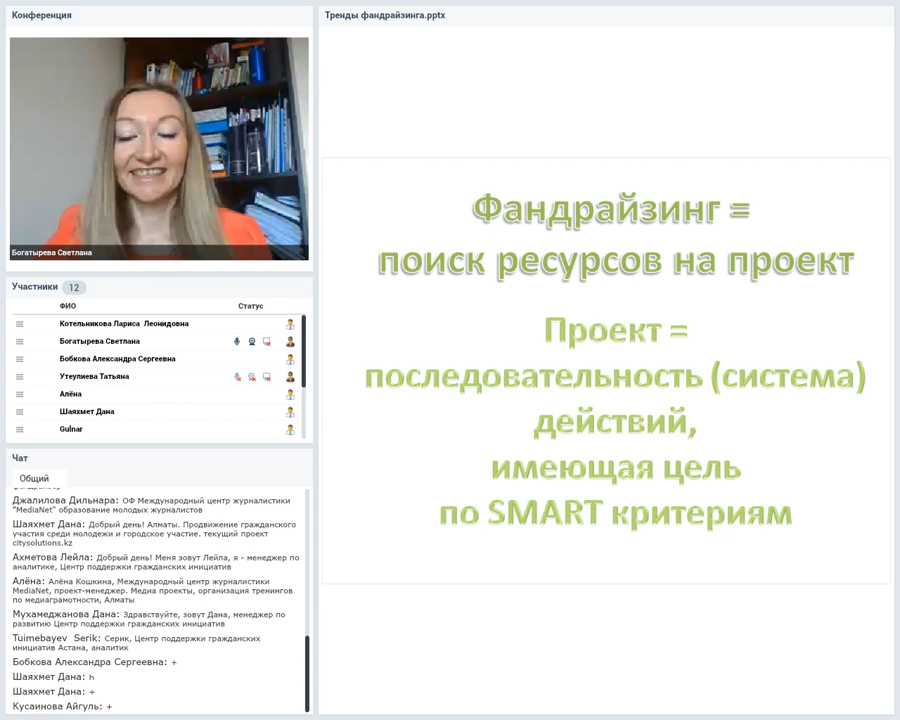 Конференция
Богатырева Светлана
Участники 12
ФИО Статус
Котельникова Лариса Леонидовна
Богатырева Светлана
Бобкова Александра Сергеевна
Утеулиева Татьяна
Алёна
Шаяхмет Дана
Gulnar
Чат
Общий
Джалилова Дильнара: ОФ Международный центр журналистики
"MediaNet" образование молодых журналистов
Шаяхмет Дана: Добрый день! Алматы. Продвижение гражданского
участия среди молодежи и городское участие. текущий проект
citysolutions.kz
Ахметова Лейла: Добрый день! Меня зовут Лейла, я - менеджер по
аналитике, Центр поддержки гражданских инициатив
Алёна: Алёна Кошкина, Международный центр журналистики
MediaNet, проект-менеджер. Медиа проекты, организация тренингов
по медиаграмотности, Алматы
Мухамеджанова Дана: Здравствуйте, зовут Дана, менеджер по
развитию Центр поддержки гражданских инициатив
Tuimebayev Serik: Серик, Центр поддержки гражданских
инициатив Астана, аналитик
Бобкова Александра Сергеевна: +
Шаяхмет Дана: һ
Шаяхмет Дана: +
Кусаинова Айгуль: +
Тренды фандрайзинга.pptx
Фандрайзинг =
поиск ресурсов на проект
Проект =
последовательность (система)
действий,
имеющая цель
по SMART критериям